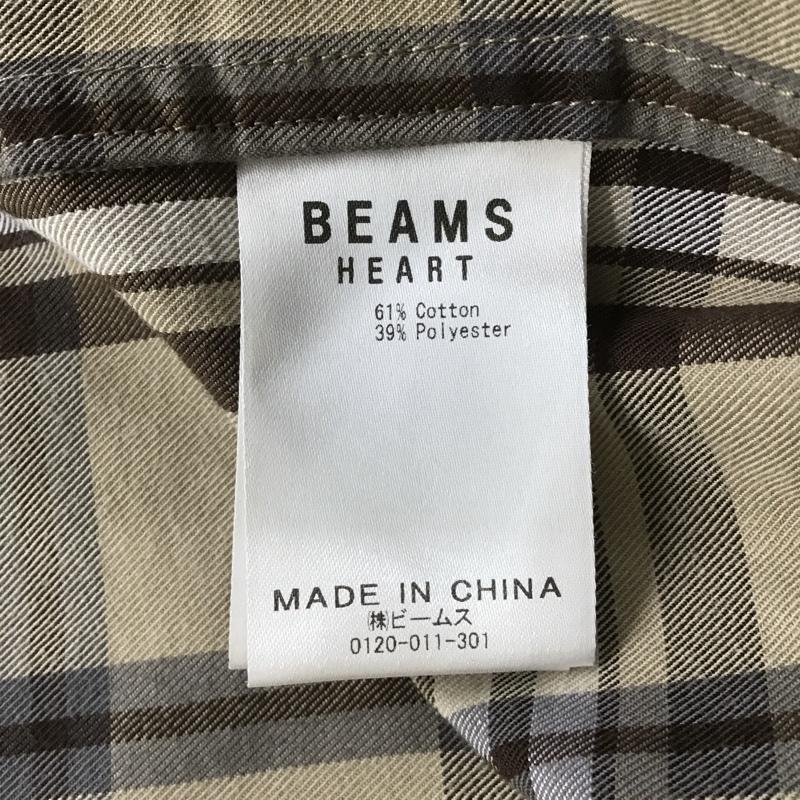 BEAMS
HEART
61% Cotton
39% Polyester
MADE IN CHINA
㈱ビームス
0120-011-301